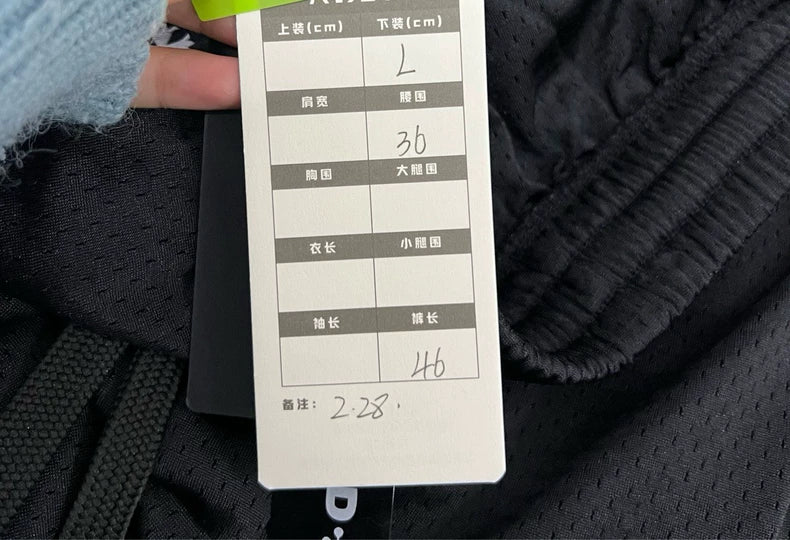 上装(cm) 下装(cm)
L
肩宽 腰围
36
胸围 大腿围
衣长 小腿围
袖长 裤长
46
备注: 2.28.
D